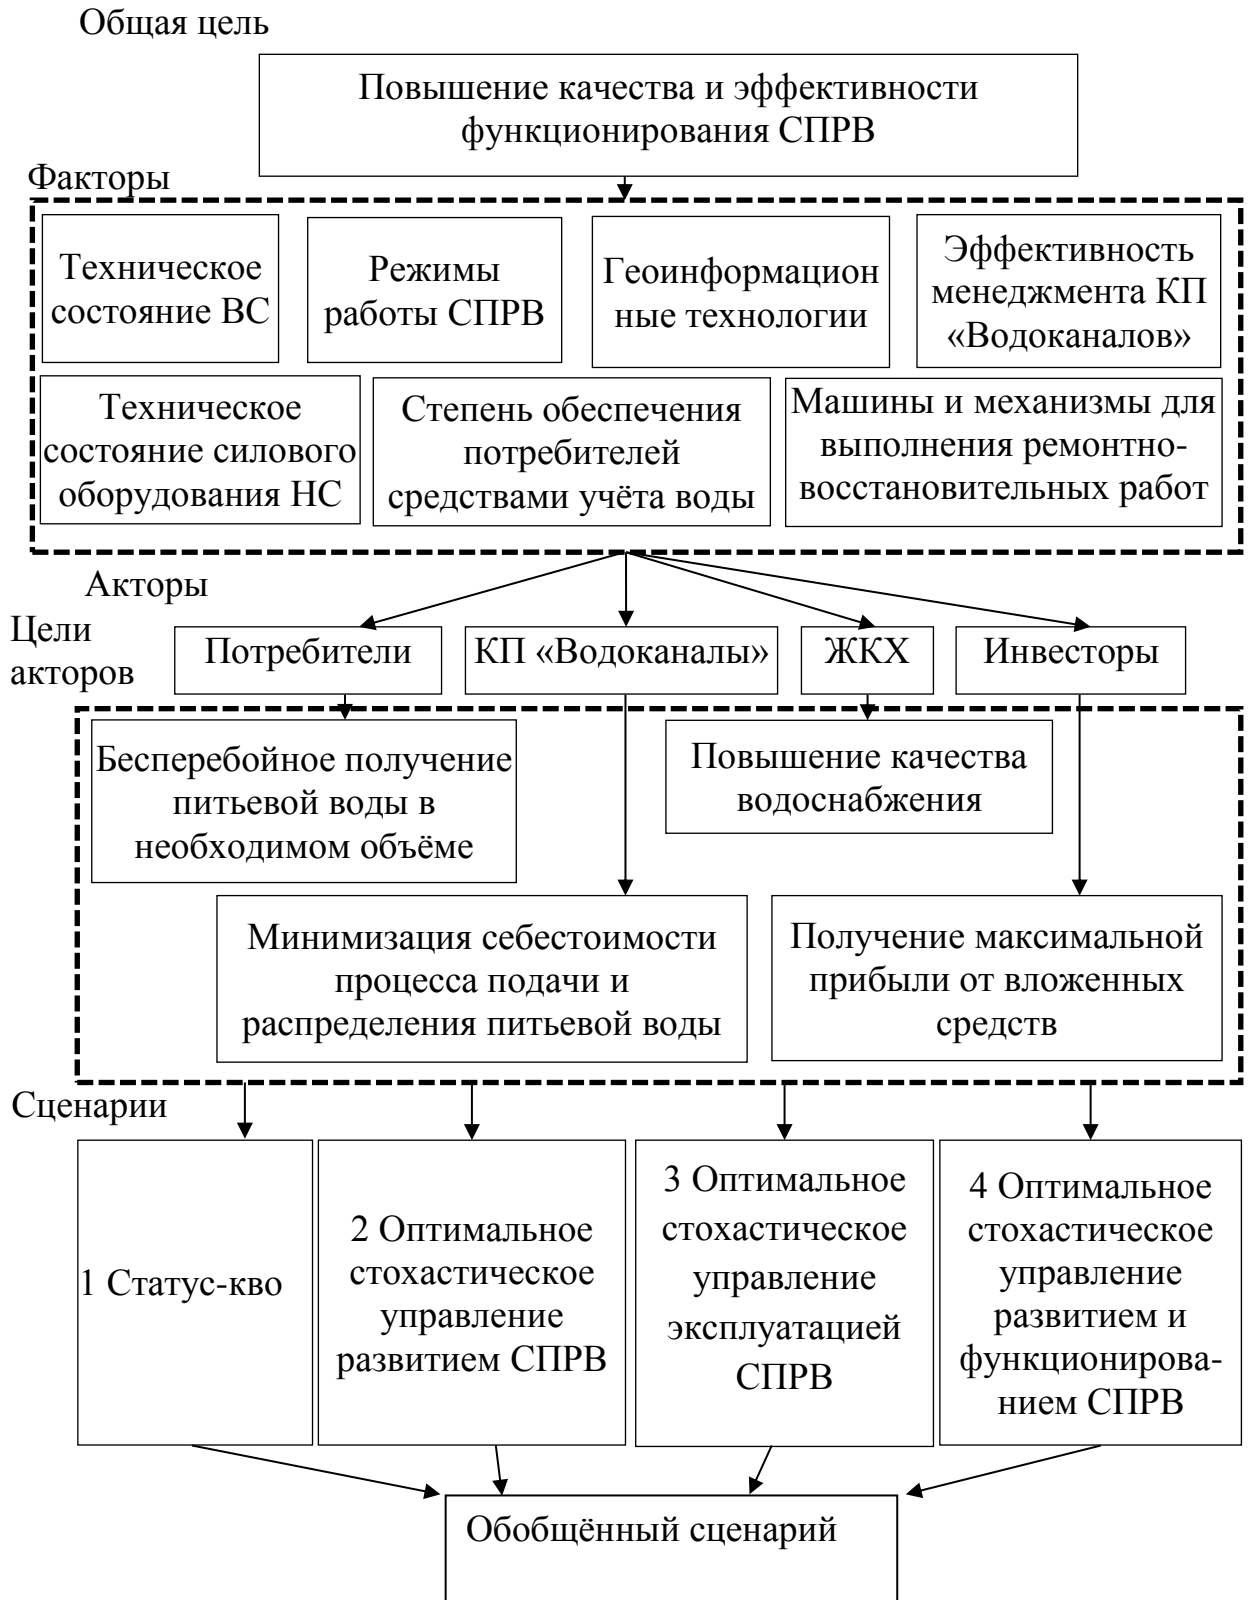 Общая цель
Повышение качества и эффективности
функционирования СПРВ
Факторы
Техническое
состояние ВС
Режимы
работы СПРВ
Геоинформацион
ные технологии
Эффективность
менеджмента КП
«Водоканалов»
Техническое
состояние силового
оборудования НС
Степень обеспечения
потребителей
средствами учёта воды
Машины и механизмы для
выполнения ремонтно-
восстановительных работ
Акторы
Цели
акторов
Потребители
КП «Водоканалы»
ЖКХ
Инвесторы
Бесперебойное получение
питьевой воды в
необходимом объёме
Повышение качества
водоснабжения
Минимизация себестоимости
процесса подачи и
распределения питьевой воды
Получение максимальной
прибыли от вложенных
средств
Сценарии
1 Статус-кво
2 Оптимальное
стохастическое
управление
развитием СПРВ
3 Оптимальное
стохастическое
управление
эксплуатацией
СПРВ
4 Оптимальное
стохастическое
управление
развитием и
функционирова-
нием СПРВ
Обобщённый сценарий